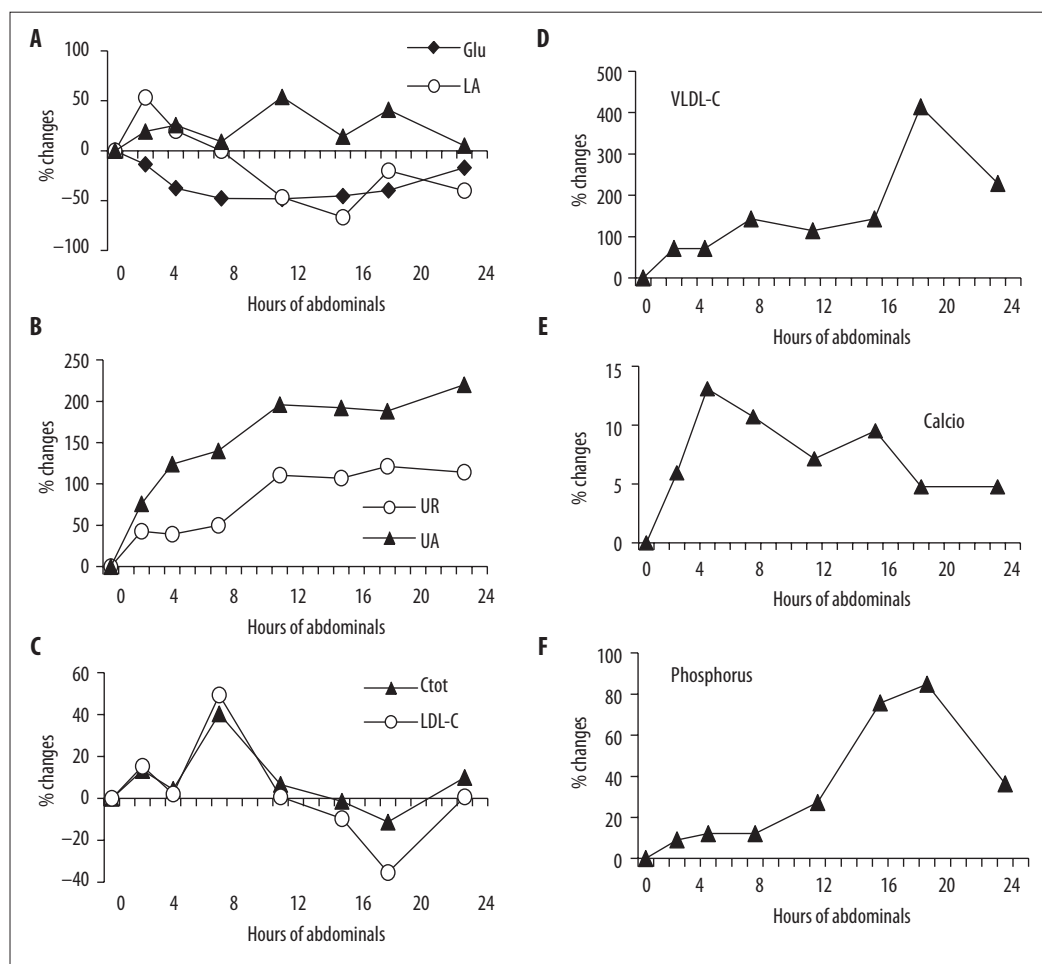 A
100
50
0
−50
−100
% changes
Glu
LA
0 4 8 12 16 20 24
Hours of abdominals
B
250
200
150
100
50
0
% changes
UR
UA
0 4 8 12 16 20 24
Hours of abdominals
C
60
40
20
0
−20
−40
% changes
Ctot
LDL-C
0 4 8 12 16 20 24
Hours of abdominals
D
500
400
300
200
100
0
% changes
VLDL-C
0 4 8 12 16 20 24
Hours of abdominals
E
15
10
5
0
% changes
Calcio
0 4 8 12 16 20 24
Hours of abdominals
F
100
80
60
40
20
0
% changes
Phosphorus
0 4 8 12 16 20 24
Hours of abdominals